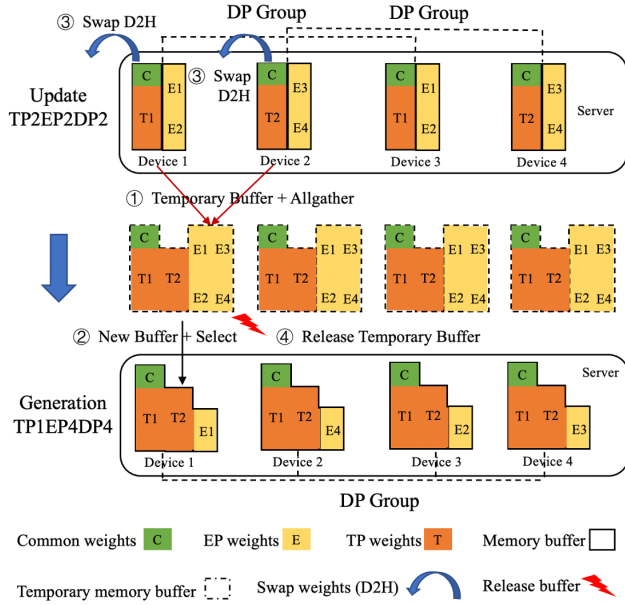 ③ Swap D2H
DP Group
DP Group
Update
TP2EP2DP2
③
Swap
D2H
C
E1
T1
E2
C
E3
T2
E4
C
E1
T1
E2
C
E3
T2
E4
Server
Device 1
Device 2
Device 3
Device 4
① Temporary Buffer + Allgather
C
E1 E3
T1 T2
E2 E4
C
E1 E3
T1 T2
E2 E4
C
E1 E3
T1 T2
E2 E4
C
E1 E3
T1 T2
E2 E4
② New Buffer + Select
④ Release Temporary Buffer
Generation
TP1EP4DP4
Server
C
T1 T2
E1
C
T1 T2
E4
C
T1 T2
E2
C
T1 T2
E3
Device 1
Device 2
Device 3
Device 4
DP Group
Common weights C
EP weights E
TP weights T
Memory buffer
Temporary memory buffer
Swap weights (D2H)
Release buffer